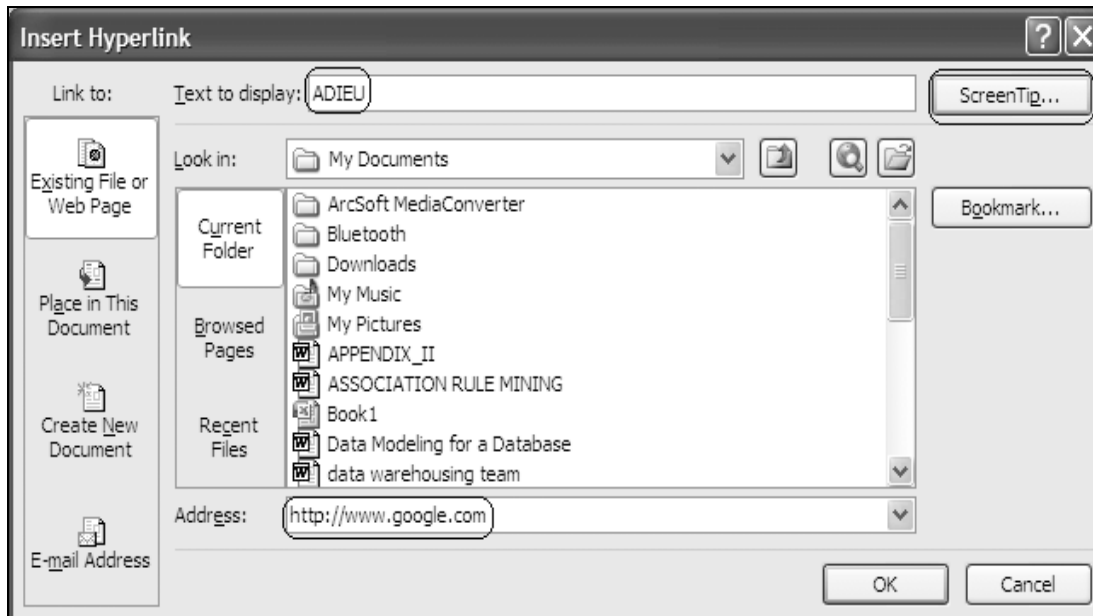 Insert Hyperlink
?
Link to:
Text to display: ADIEU
ScreenTip...
Existing File or
Web Page
Look in: My Documents
Current
Folder
ArcSoft MediaConverter
Bluetooth
Downloads
My Music
My Pictures
APPENDIX_II
ASSOCIATION RULE MINING
Book1
Data Modeling for a Database
data warehousing team
Bookmark...
Place in This
Document
Browsed
Pages
Create New
Document
Recent
Files
E-mail Address
Address: http://www.google.com
OK
Cancel